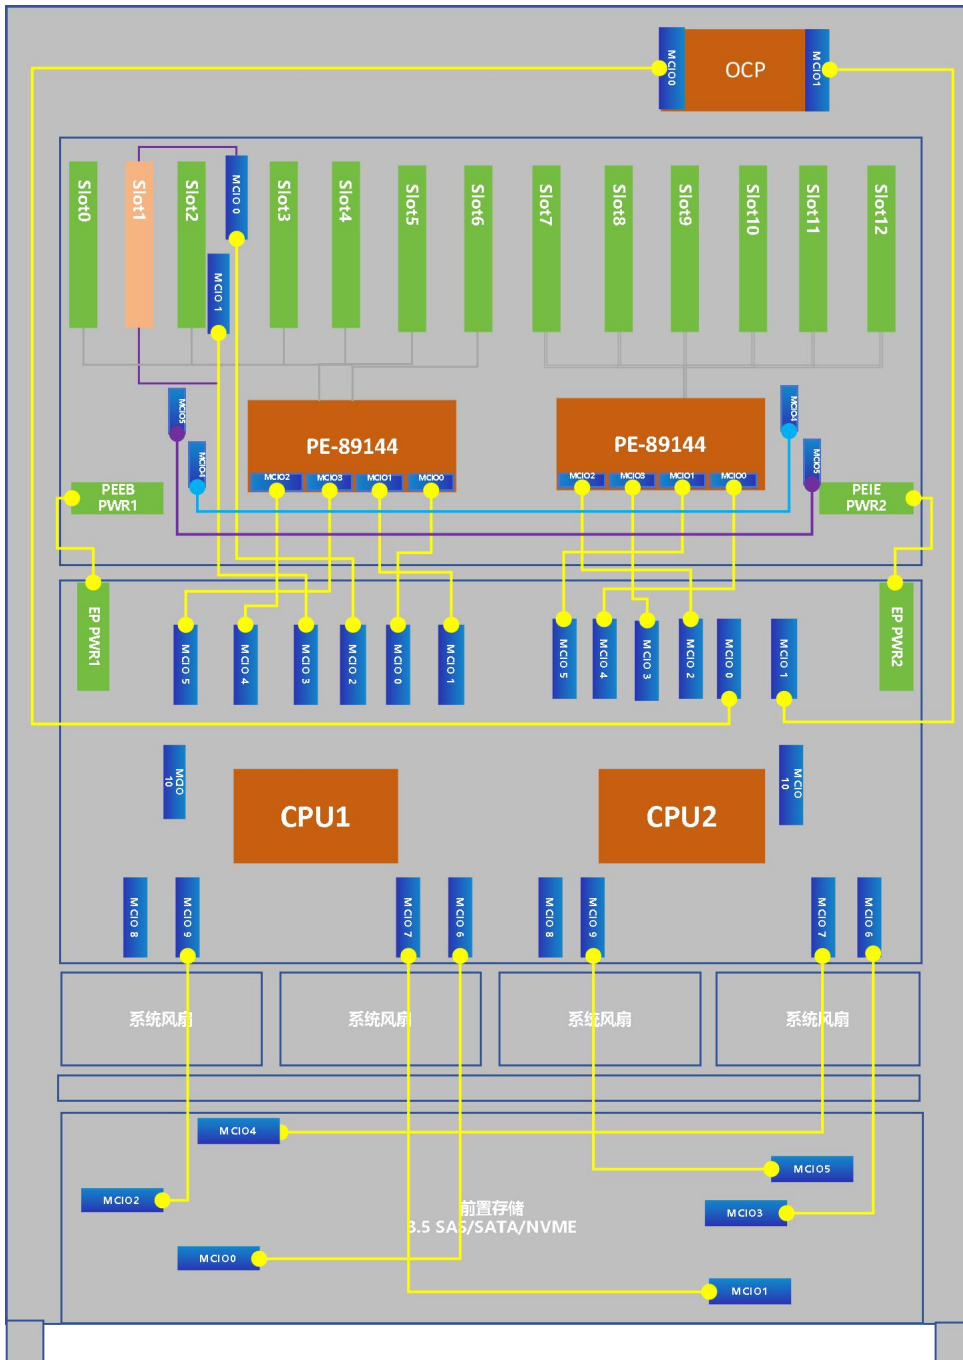 MCIO0
OCP
MCIO1
Slot0
Slot1
Slot2
MCIO 0
Slot3
Slot4
Slot5
Slot6
Slot7
Slot8
Slot9
Slot10
Slot11
Slot12
MCIO 1
MCIO5
MCIO4
PE-89144
MCIO2
MCIO3
MCIO1
MCIO0
PE-89144
MCIO2
MCIO3
MCIO1
MCIO0
MCIO4
MCIO5
PEEB
PWR1
PEIE
PWR2
EP PWR1
MCIO 5
MCIO 4
MCIO 3
MCIO 2
MCIO 0
MCIO 1
MCIO 5
MCIO 4
MCIO 3
MCIO 2
MCIO 0
MCIO 1
EP PWR2
MCIO
10
CPU1
CPU2
MCIO
10
MCIO 8
MCIO 9
MCIO 7
MCIO 6
MCIO 8
MCIO 9
MCIO 7
MCIO 6
系统风扇
系统风扇
系统风扇
系统风扇
MCIO4
MCIO5
MCIO2
MCIO3
前置存储
3.5 SAS/SATA/NVME
MCIO0
MCIO1